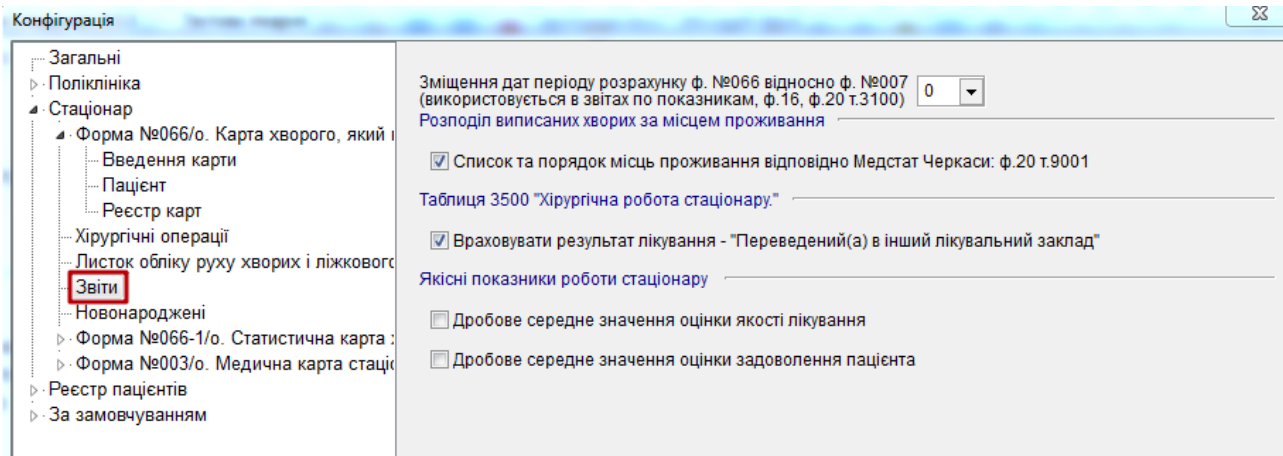 Конфігурація
Загальні
Поліклініка
Стаціонар
Форма №066/о. Карта хворого, який
Введення карти
Пацієнт
Реєстр карт
Хірургічні операції
Листок обліку руху хворих і ліжкового
Звіти
Новонароджені
Форма №066-1/о. Статистична карта
Форма №003/о. Медична карта
Реєстр пацієнтів
За замовчуванням
Зміщення дат періоду розрахунку ф. №066 відносно ф. №007 0
(використовується в звітах по показникам, ф.16, ф.20 т.3100)
Розподіл виписаних хворих за місцем проживання
Список та порядок місць проживання відповідно Медстат Черкаси: ф.20 т.9001
Таблиця 3500 "Хірургічна робота стаціонару."
Враховувати результат лікування - "Переведений(а) в інший лікувальний заклад"
Якісні показники роботи стаціонару
Дробове середнє значення оцінки якості лікування
Дробове середнє значення оцінки задоволення пацієнта